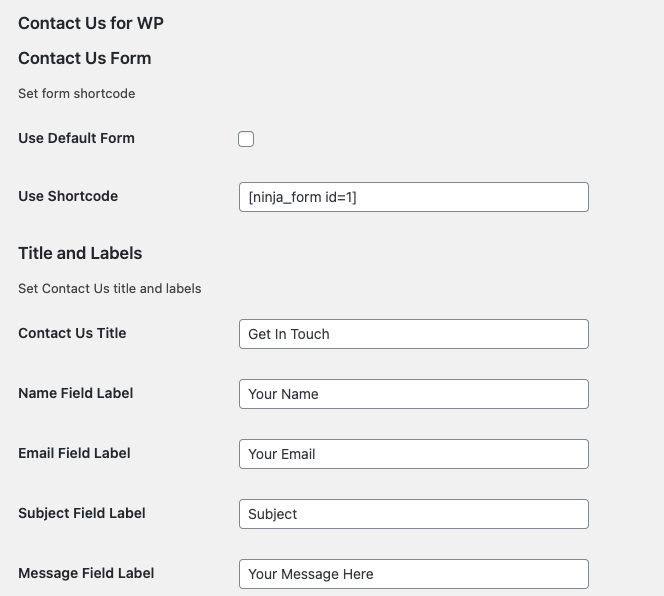 Contact Us for WP
Contact Us Form
Set form shortcode
Use Default Form
Use Shortcode [ninja_form id=1]
Title and Labels
Set Contact Us title and labels
Contact Us Title Get In Touch
Name Field Label Your Name
Email Field Label Your Email
Subject Field Label Subject
Message Field Label Your Message Here